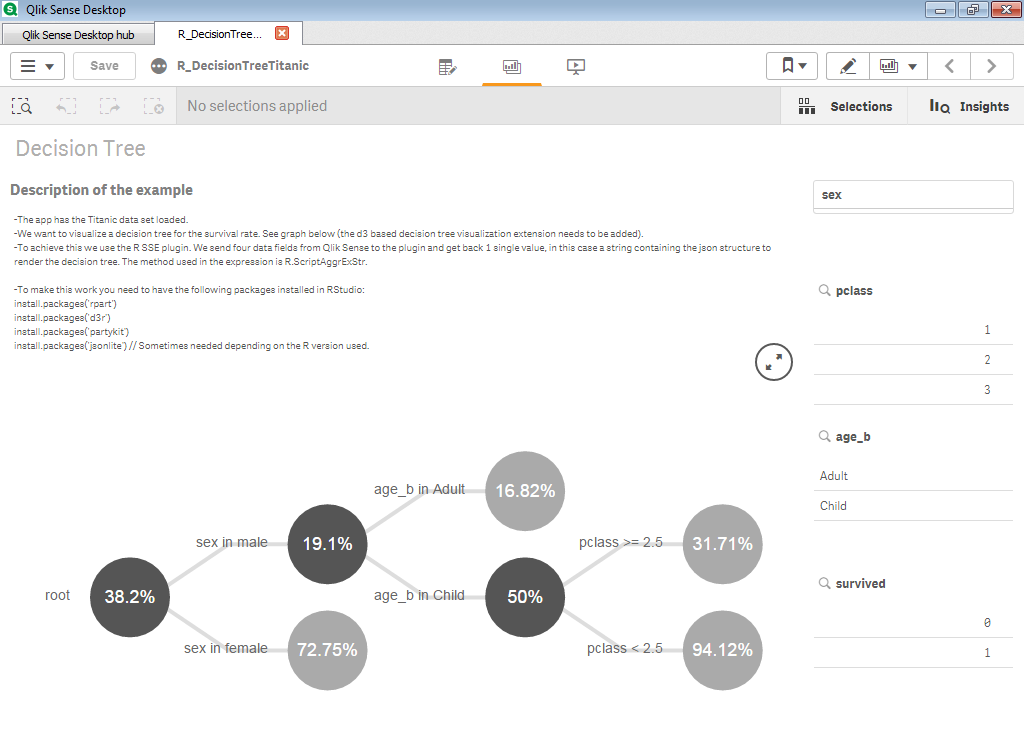 Qlik Sense Desktop
Qlik Sense Desktop hub
R_DecisionTree...
Save
R_DecisionTreeTitanic
No selections applied
Selections
Insights
Decision Tree
Description of the example
-The app has the Titanic data set loaded.
-We want to visualize a decision tree for the survival rate. See graph below (the d3 based decision tree visualization extension needs to be added).
-To achieve this we use the R SSE plugin. We send four data fields from Qlik Sense to the plugin and get back 1 single value, in this case a string containing the json structure to
render the decision tree. The method used in the expression is R.ScriptAggrExStr.
-To make this work you need to have the following packages installed in RStudio:
install.packages('rpart')
install.packages('d3r')
install.packages('partykit')
install.packages('jsonlite') // Sometimes needed depending on the R version used.
sex
pclass
1
2
3
age_b
Adult
Child
survived
0
1
root
38.2%
sex in male
19.1%
sex in female
72.75%
age_b in Adult
16.82%
age_b in Child
50%
pclass >= 2.5
31.71%
pclass < 2.5
94.12%